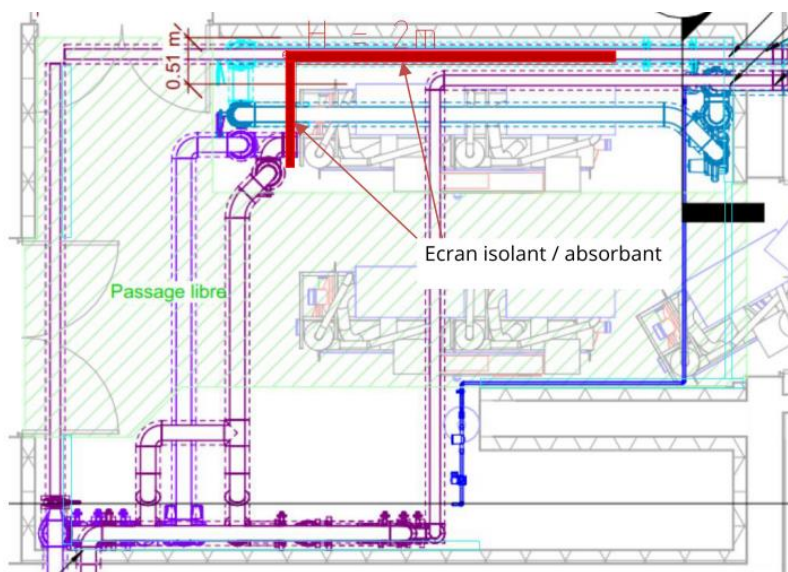 H = 2m
0.51 m
Ecran isolant / absorbant
Passage libre